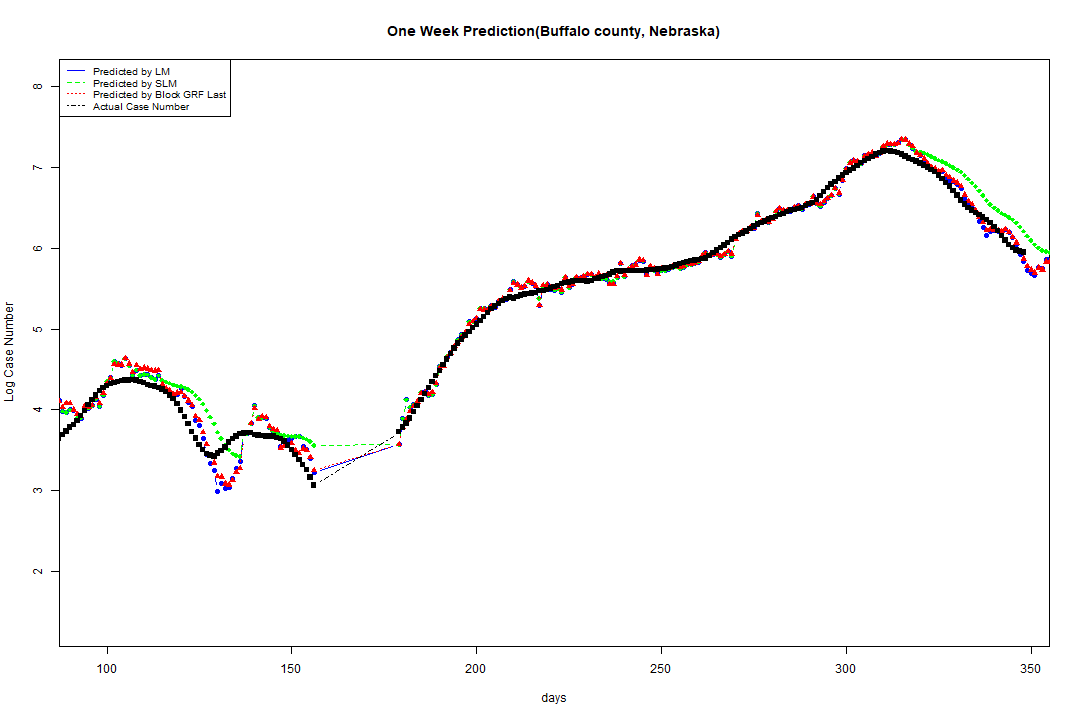 One Week Prediction(Buffalo county, Nebraska)
Predicted by LM
Predicted by SLM
Predicted by Block GRF Last
Actual Case Number
8
7
6
5
4
3
2
Log Case Number
100 150 200 250 300 350
days